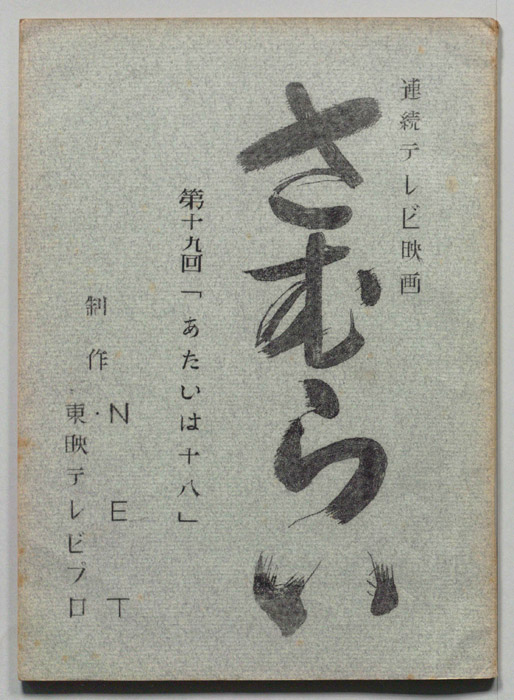 連続テレビ映画
さむらい
第十九回「あたいは十八」
制作・NET
東映テレビプロ